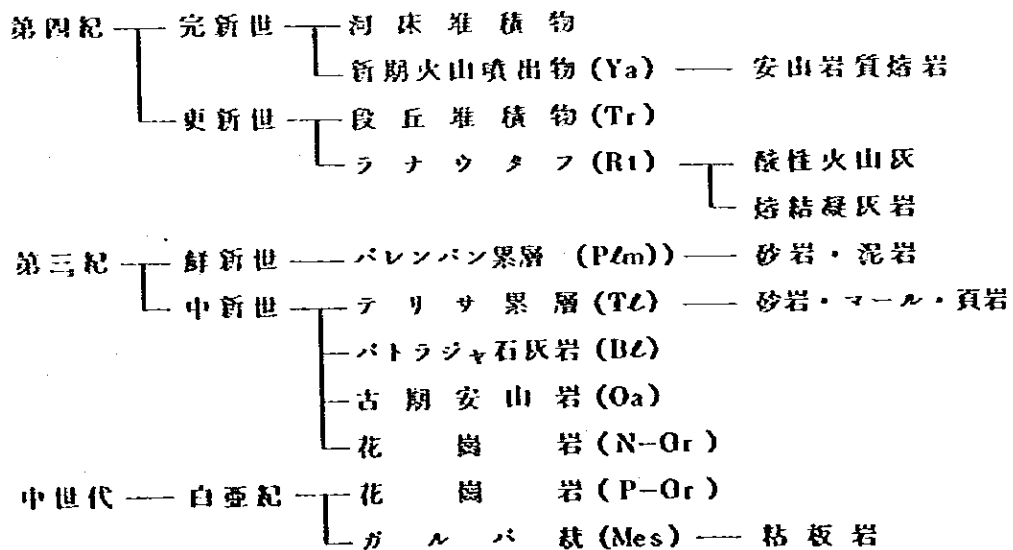 第四紀 完新世 河床堆積物
新期火山噴出物 (Ya) 安山岩質熔岩
更新世 段丘堆積物 (Tr)
ラナウタフ (Rt) 酸性火山灰
熔結凝灰岩
第三紀 鮮新世 パレンバン累層 (Pℓm)) 砂岩・泥岩
中新世 テリサ累層 (Tℓ) 砂岩・マール・頁岩
バトラジャ石灰岩 (Bℓ)
古期安山岩 (Oa)
花崗岩 (N-Gr)
中世代 白亜紀 花崗岩 (P-Gr)
ガルバ (Mes) 粘板岩